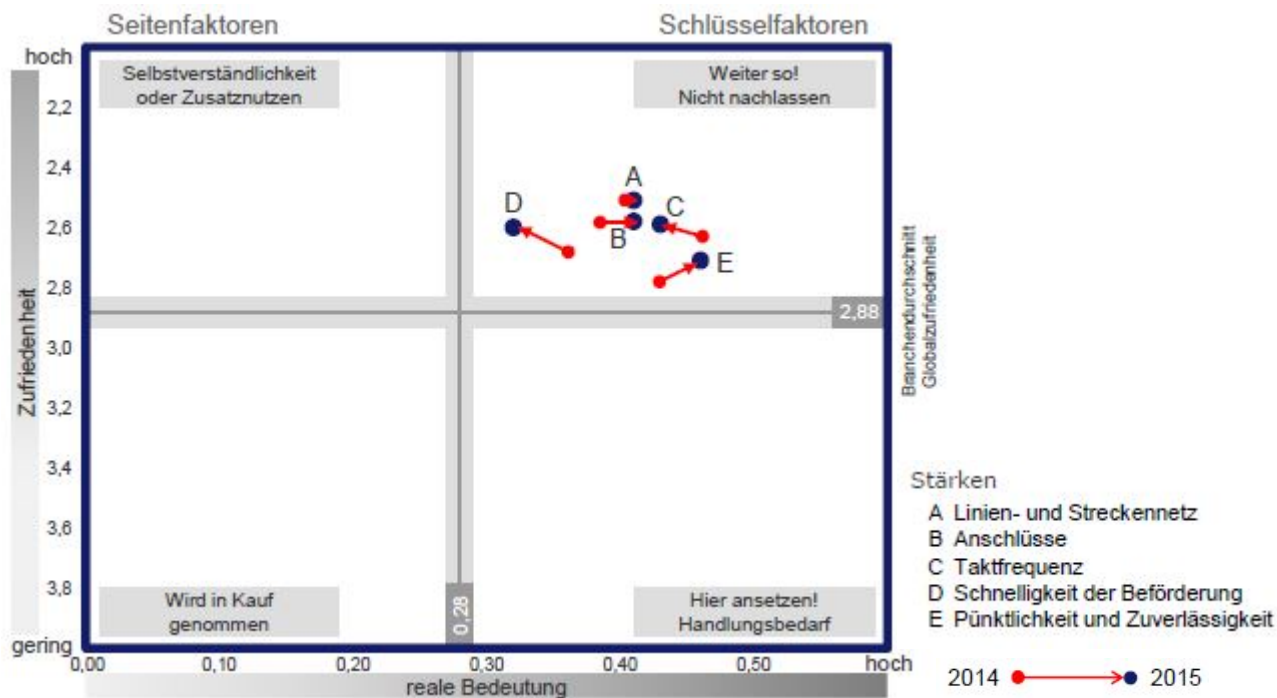 Seitenfaktoren
Schlüsselfaktoren
hoch
Selbstverständlichkeit
oder Zusatznutzen
Weiter so!
Nicht nachlassen
2,2
2,4
2,6
2,8
3,0
3,2
3,4
3,6
3,8
gering
Zufriedenheit
A
B
C
D
E
2,88
Branchendurchschnitt
Globalzufriedenheit
Wird in Kauf
genommen
0,28
Hier ansetzen!
Handlungsbedarf
0,00
0,10
0,20
0,30
0,40
0,50
hoch
reale Bedeutung
Stärken
A Linien- und Streckennetz
B Anschlüsse
C Taktfrequenz
D Schnelligkeit der Beförderung
E Pünktlichkeit und Zuverlässigkeit
2014
2015